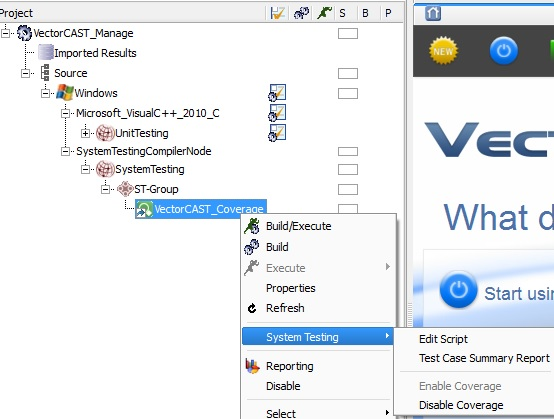 Project S B P
VectorCAST_Manage
Imported Results
Source
Windows
Microsoft_VisualC++_2010_C
UnitTesting
SystemTestingCompilerNode
SystemTesting
ST-Group
VectorCAST_Coverage
Build/Execute
Build
Execute
Properties
Refresh
System Testing
Reporting
Disable
Select
Edit Script
Test Case Summary Report
Enable Coverage
Disable Coverage
NEW
VECT
What d
Start usin